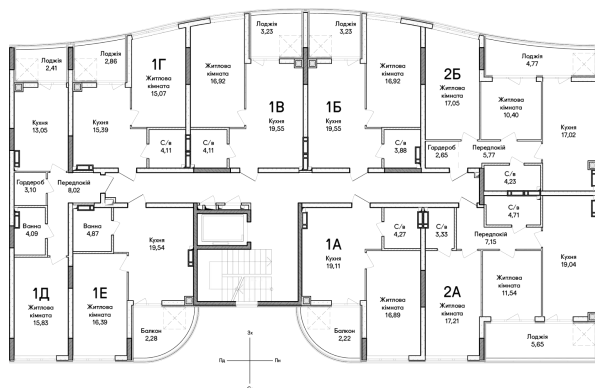 Лоджія
2,41
Лоджія
2,86
1Г
Житлова
кімната
15,07
Житлова
кімната
16,92
Лоджія
3,23
Лоджія
3,23
Житлова
кімната
16,92
2Б
Житлова
кімната
17,05
Лоджія
4,77
Житлова
кімната
10,40
Кухня
17,02
Кухня
13,05
Кухня
15,39
1В
Кухня
19,55
1Б
Кухня
19,55
С/в
4,11
С/в
4,11
С/в
3,88
Гардероб
2,65
Передпокій
5,77
С/в
4,23
Гардероб
3,10
Передпокій
8,02
Ванна
4,09
Ванна
4,87
Кухня
19,54
1А
Кухня
19,11
С/в
4,27
С/в
3,33
С/в
4,71
Передпокій
7,15
Кухня
19,04
1Д
Житлова
кімната
15,83
1Е
Житлова
кімната
16,39
Балкон
2,28
Балкон
2,22
Житлова
кімната
16,89
2А
Житлова
кімната
17,21
Житлова
кімната
11,54
Лоджія
5,65
Зх
Пд
Пн